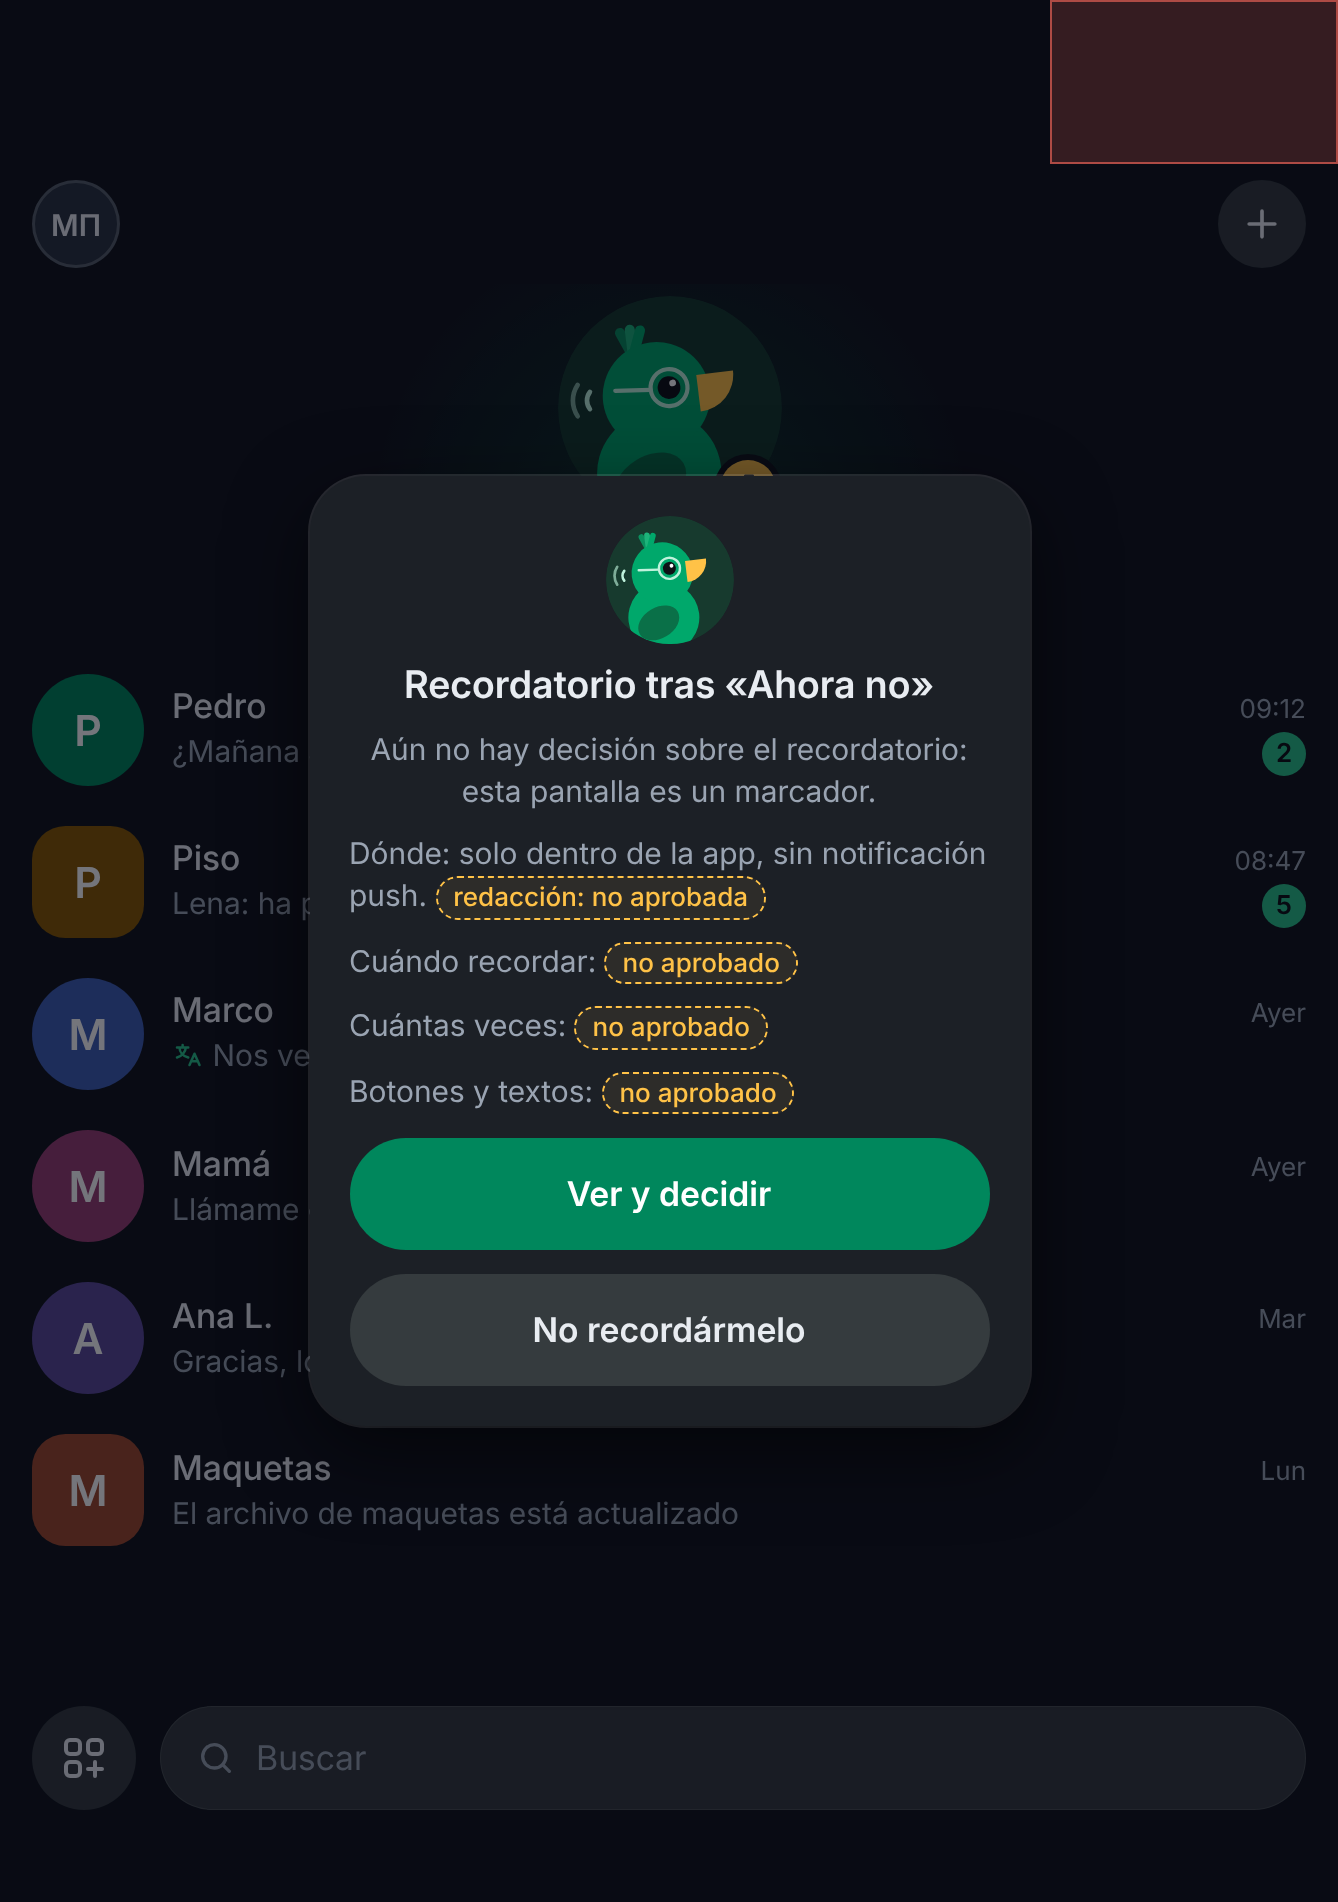 МП
Recordatorio tras «Ahora no»
Aún no hay decisión sobre el recordatorio:
esta pantalla es un marcador.
Dónde: solo dentro de la app, sin notificación
push. redacción: no aprobada
Cuándo recordar: no aprobado
Cuántas veces: no aprobado
Botones y textos: no aprobado
Ver y decidir
No recordármelo
P
Pedro
09:12
¿Mañana
2
P
Piso
08:47
Lena: ha
5
M
Marco
Ayer
Nos ve
M
Mamá
Ayer
Llámame
A
Ana L.
Mar
Gracias,
M
Maquetas
Lun
El archivo de maquetas está actualizado
Buscar